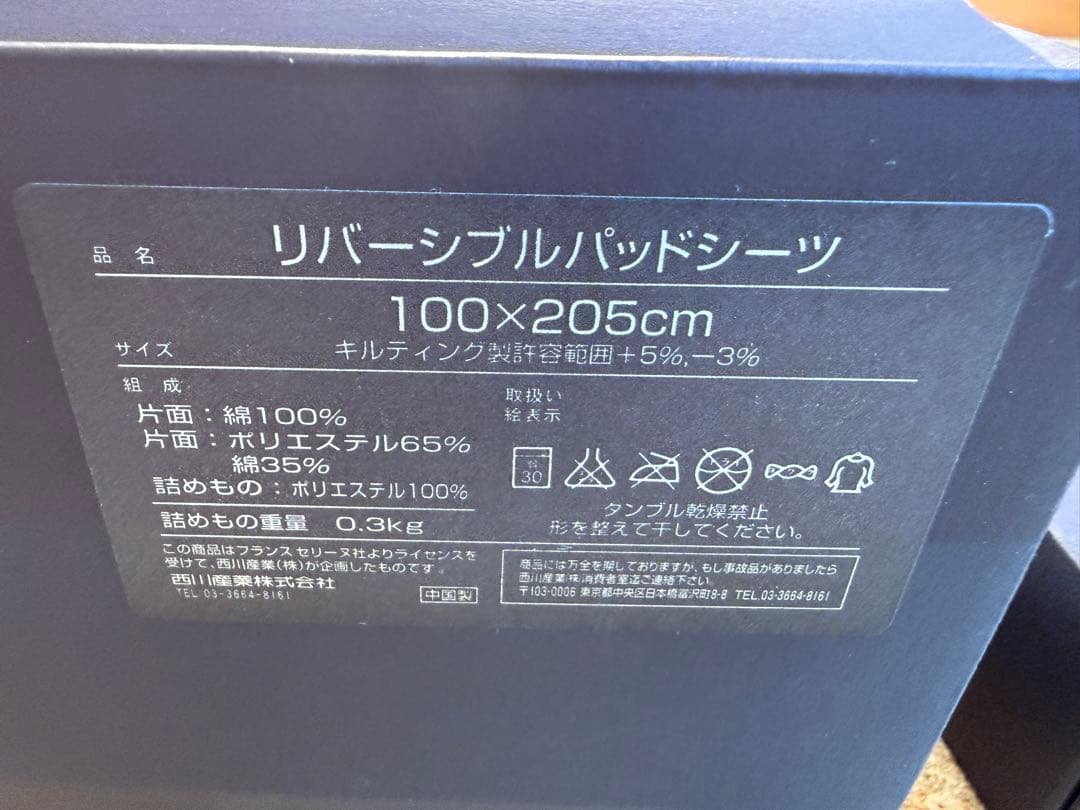 品名 リバーシブルパッドシーツ
100×205cm
サイズ キルティング製許容範囲+5%,-3%
組成
片面:綿100%
片面:ポリエステル65%
綿35%
詰めもの:ポリエステル100%
詰めもの重量 0.3kg
取扱い
絵表示
30
タンブル乾燥禁止
形を整えて干してください。
この商品はフランスセリーヌ社よりライセンスを
受けて、西川産業(株)が企画したものです。
西川産業株式会社
TEL 03-3664-8161
中国製
商品には万全を期しておりますが、もし事故品がありましたら
西川産業(株)消費者室迄ご連絡下さい。
〒103-0006 東京都中央区日本橋富沢町8-8 TEL.03-3664-8161